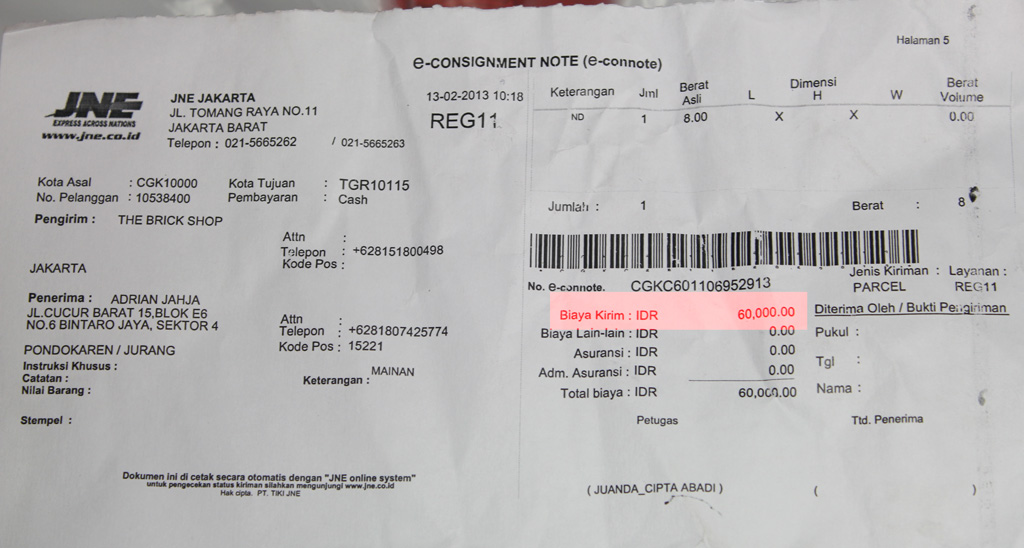 Halaman 5
e-CONSIGNMENT NOTE (e-connote)
JNE
EXPRESS ACROSS NATIONS
www.jne.co.id
JNE JAKARTA
JL. TOMANG RAYA NO.11
JAKARTA BARAT
Telepon : 021-5665262 / 021-5665263
13-02-2013 10:18
REG11
Kota Asal : CGK10000 Kota Tujuan : TGR10115
No. Pelanggan : 10538400 Pembayaran : Cash
Pengirim : THE BRICK SHOP
Attn :
Telepon : +628151800498
Kode Pos :
JAKARTA
Penerima : ADRIAN JAHJA
JL.CUCUR BARAT 15,BLOK E6
NO.6 BINTARO JAYA, SEKTOR 4
Attn :
Telepon : +6281807425774
Kode Pos : 15221
PONDOKAREN / JURANG
Instruksi Khusus :
Catatan :
Nilai Barang :
Keterangan : MAINAN
Stempel :
Dokumen ini di cetak secara otomatis dengan "JNE online system"
untuk pengecekan status kiriman silahkan mengunjungi www.jne.co.id
Hak cipta. PT. TIKI JNE
Keterangan Jml Berat Asli L Dimensi H W Berat Volume
ND 1 8.00 X X 0.00
Jumlah : 1 Berat : 8
No. e-connote. CGKC601106952913
Jenis Kiriman : Layanan :
PARCEL REG11
Biaya Kirim : IDR 60,000.00
Biaya Lain-lim : IDR 0.00
Asuransi : IDR 0.00
Adm. Asuransi : IDR 0.00
Total biaya : IDR 60,000.00
Diterima Oleh / Bukti Pengiriman
Pukul :
Tgl :
Nama :
Petugas Ttd. Penerima
( JUANDA_CIPTA ABADI ) ( )